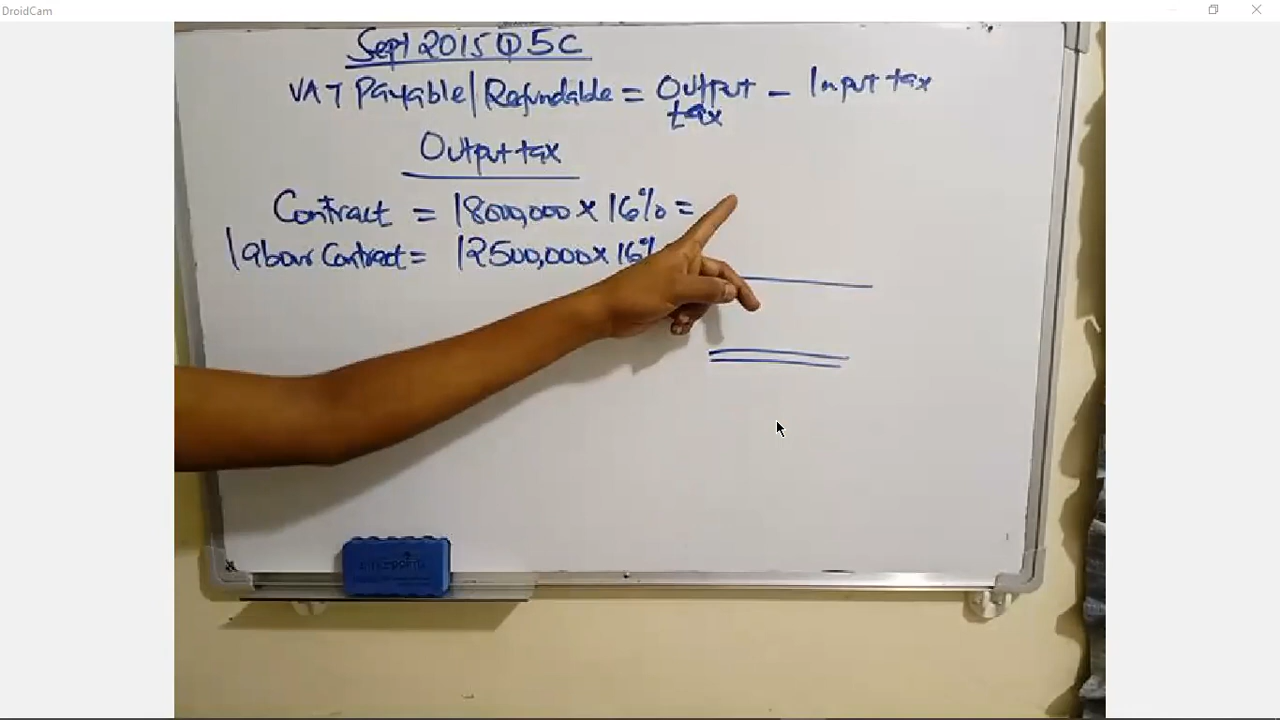 DroidCam
Sept 2015 Q 5C
VAT Payable/Refundable = Output tax - Input tax
Output tax
Contract = 1800,000 x 16% =
labour Contract = 12500,000 x 16%